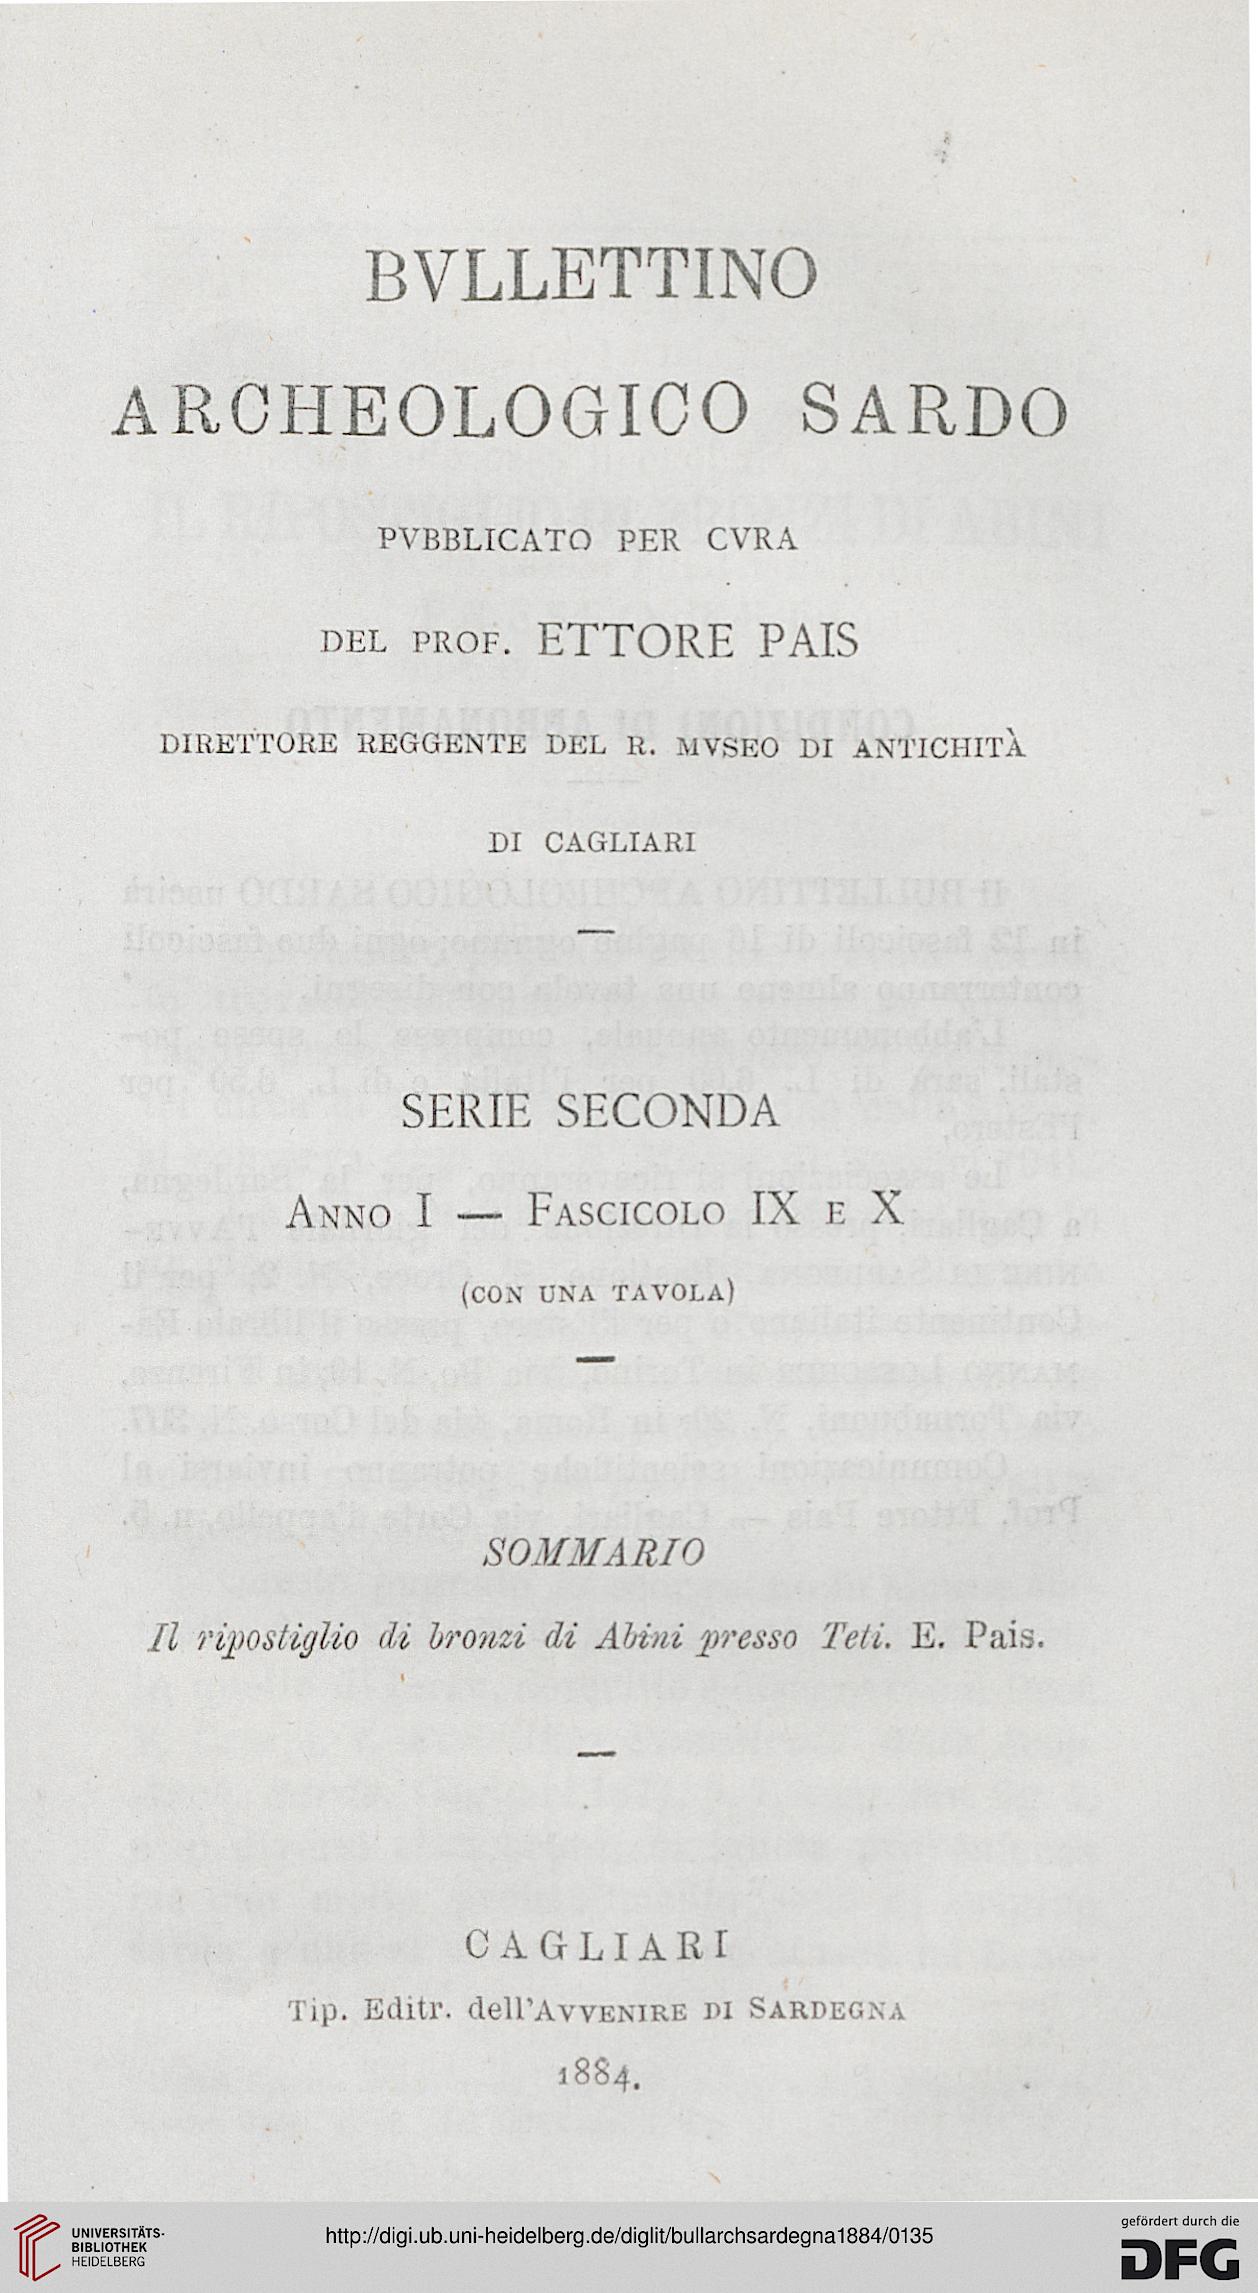 BVLLETTINO
ARCHEOLOGICO SARDO
PVBBLICATO PER CVRA
DEL PROF. ETTORE PAIS
DIRETTORE REGGENTE DEL R. MVSEO DI ANTICHITÀ
DI CAGLIARI
—
SERIE SECONDA
ANNO I — FASCICOLO IX E X
(CON UNA TAVOLA)
—
SOMMARIO
Il ripostiglio di bronzi di Abini presso Teti. E. Pais.
—
CAGLIARI
Tip. Editr. dell'AVVENIRE DI SARDEGNA
1884.
UNIVERSITÄTS-
BIBLIOTHEK
HEIDELBERG
http://digi.ub.uni-heidelberg.de/diglit/bullarchsardegna1884/0135
gefördert durch die
DFG